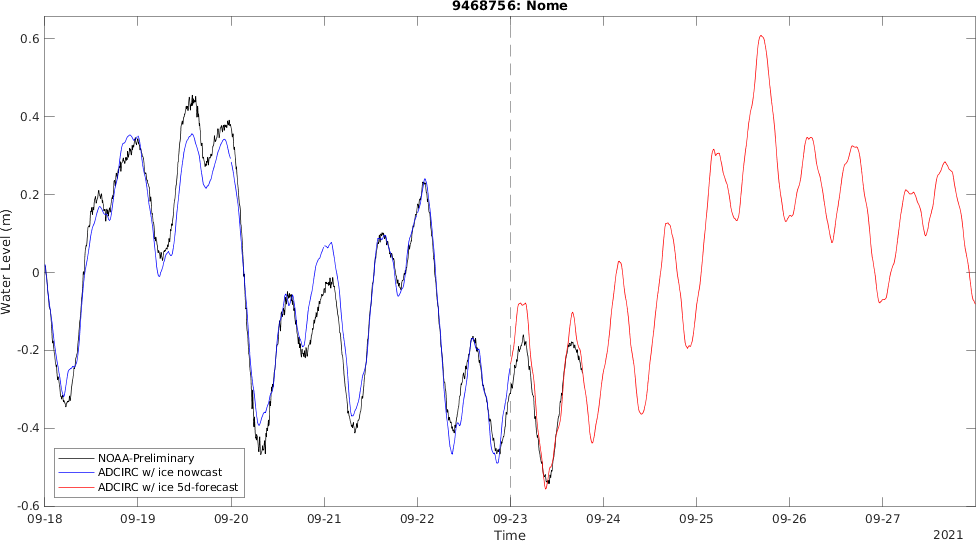 9468756: Nome
0.6
0.4
0.2
0
-0.2
-0.4
-0.6
Water Level (m)
NOAA-Preliminary
ADCIRC w/ ice nowcast
ADCIRC w/ ice 5d-forecast
09-18 09-19 09-20 09-21 09-22 09-23 09-24 09-25 09-26 09-27
Time
2021